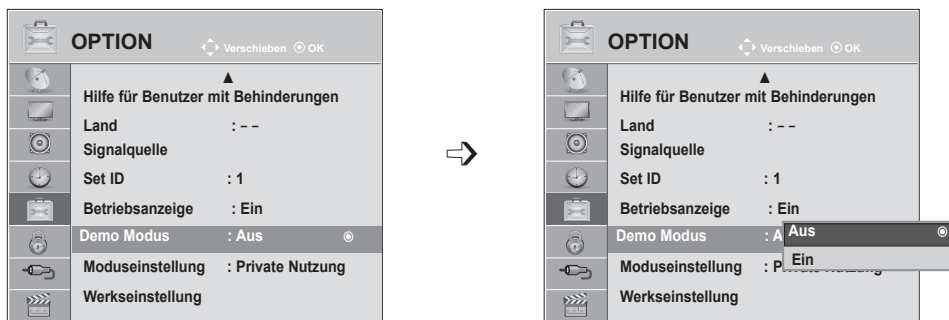 OPTION
Verschieben OK
Hilfe für Benutzer mit Behinderungen
Land : – –
Signalquelle
Set ID : 1
Betriebsanzeige : Ein
Demo Modus : Aus
Moduseinstellung : Private Nutzung
Werkseinstellung
OPTION
Verschieben OK
Hilfe für Benutzer mit Behinderungen
Land : – –
Signalquelle
Set ID : 1
Betriebsanzeige : Ein
Demo Modus : A
Aus
Ein
Moduseinstellung : Private Nutzung
Werkseinstellung